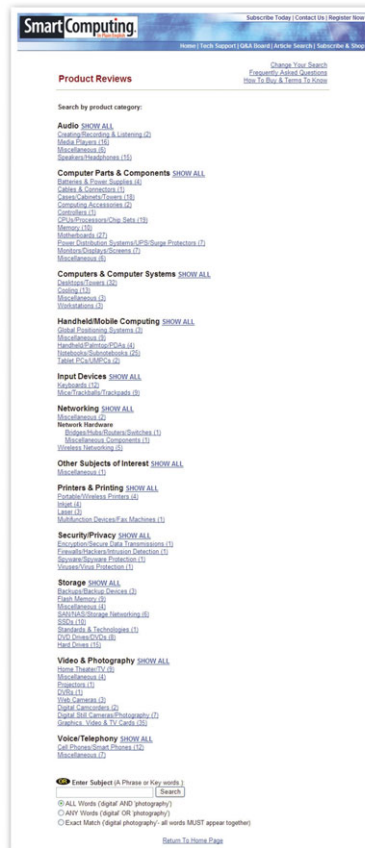 SmartComputing.
In Plain English
Subscribe Today | Contact Us | Register Now
Home | Tech Support | Q&A Board | Article Search | Subscribe & Shop
Product Reviews
Change Your Search
Frequently Asked Questions
How To Buy & Terms To Know
Search by product category:
Audio SHOW ALL
Creating/Recording & Listening (2)
Media Players (16)
Miscellaneous (6)
Speakers/Headphones (15)
Computer Parts & Components SHOW ALL
Batteries & Power Supplies (4)
Cables & Connectors (1)
Cases/Cabinets/Towers (18)
Computing Accessories (2)
Controllers (1)
CPUs/Processors/Chip Sets (19)
Memory (10)
Motherboards (27)
Power Distribution Systems/UPS/Surge Protectors (7)
Monitors/Displays/Screens (7)
Miscellaneous (6)
Computers & Computer Systems SHOW ALL
Desktops/Towers (32)
Cooling (13)
Miscellaneous (3)
Workstations (3)
Handheld/Mobile Computing SHOW ALL
Global Positioning Systems (3)
Miscellaneous (9)
Handheld/Palmtop/PDAs (4)
Notebooks/Subnotebooks (25)
Tablet PCs/UMPCs (2)
Input Devices SHOW ALL
Keyboards (12)
Mice/Trackballs/Trackpads (9)
Networking SHOW ALL
Miscellaneous (2)
Network Hardware
Bridges/Hubs/Routers/Switches (1)
Miscellaneous Components (1)
Wireless Networking (5)
Other Subjects of Interest SHOW ALL
Miscellaneous (1)
Printers & Printing SHOW ALL
Portable/Wireless Printers (4)
Inkjet (4)
Laser (3)
Multifunction Devices/Fax Machines (1)
Security/Privacy SHOW ALL
Encryption/Secure Data Transmissions (1)
Firewalls/Hackers/Intrusion Detection (1)
Spyware/Spyware Protection (1)
Viruses/Virus Protection (1)
Storage SHOW ALL
Backups/Backup Devices (3)
Flash Memory (9)
Miscellaneous (4)
SAN/NAS/Storage Networking (6)
SSDs (10)
Standards & Technologies (1)
DVD Drives/DVDs (8)
Hard Drives (15)
Video & Photography SHOW ALL
Home Theater/TV (9)
Miscellaneous (4)
Projectors (1)
DVRs (1)
Web Cameras (3)
Digital Camcorders (2)
Digital Still Cameras/Photography (7)
Graphics, Video & TV Cards (35)
Voice/Telephony SHOW ALL
Cell Phones/Smart Phones (12)
Miscellaneous (7)
OR Enter Subject (A Phrase or Key words )
Search
ALL Words ('digital' AND 'photography')
ANY Words ('digital' OR 'photography')
Exact Match ('digital photography'- all words MUST appear together)
Return To Home Page